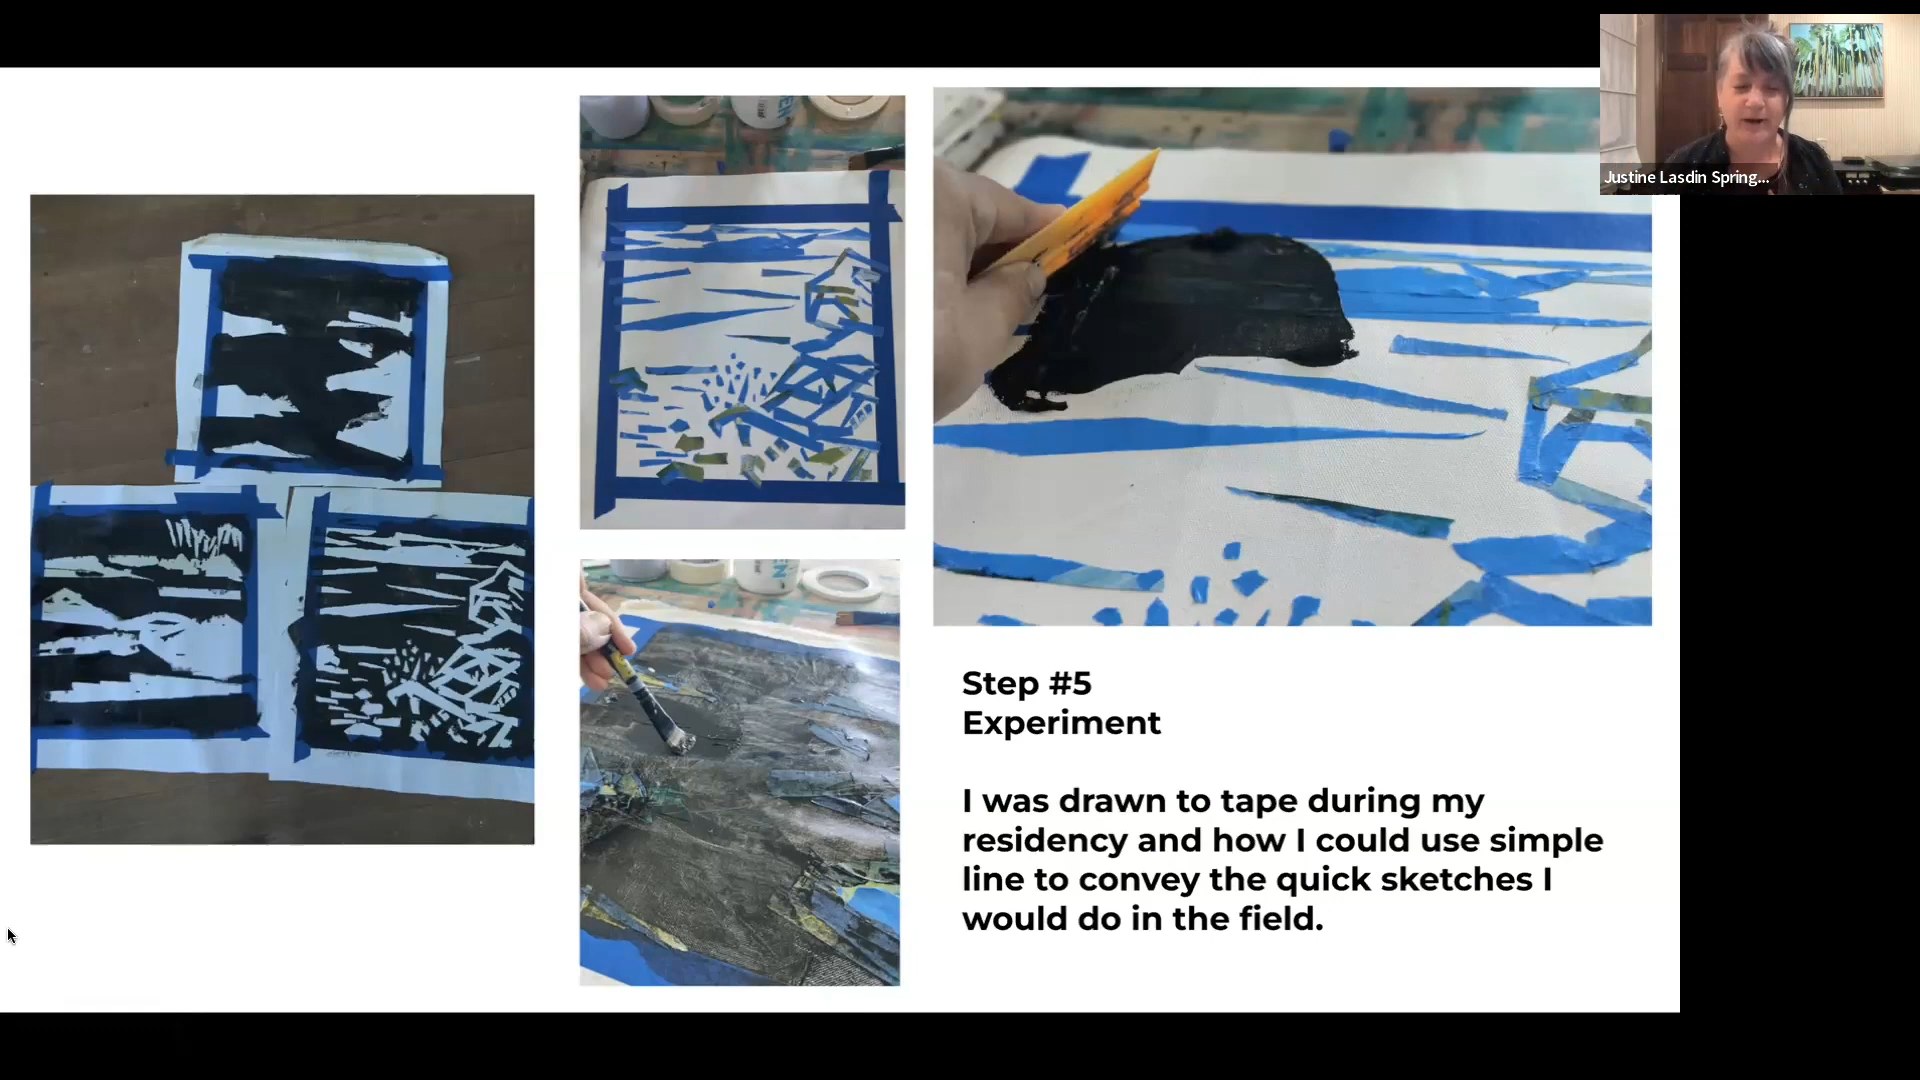 Justine Lasdin Spring...
Step #5
Experiment
I was drawn to tape during my
residency and how I could use simple
line to convey the quick sketches I
would do in the field.